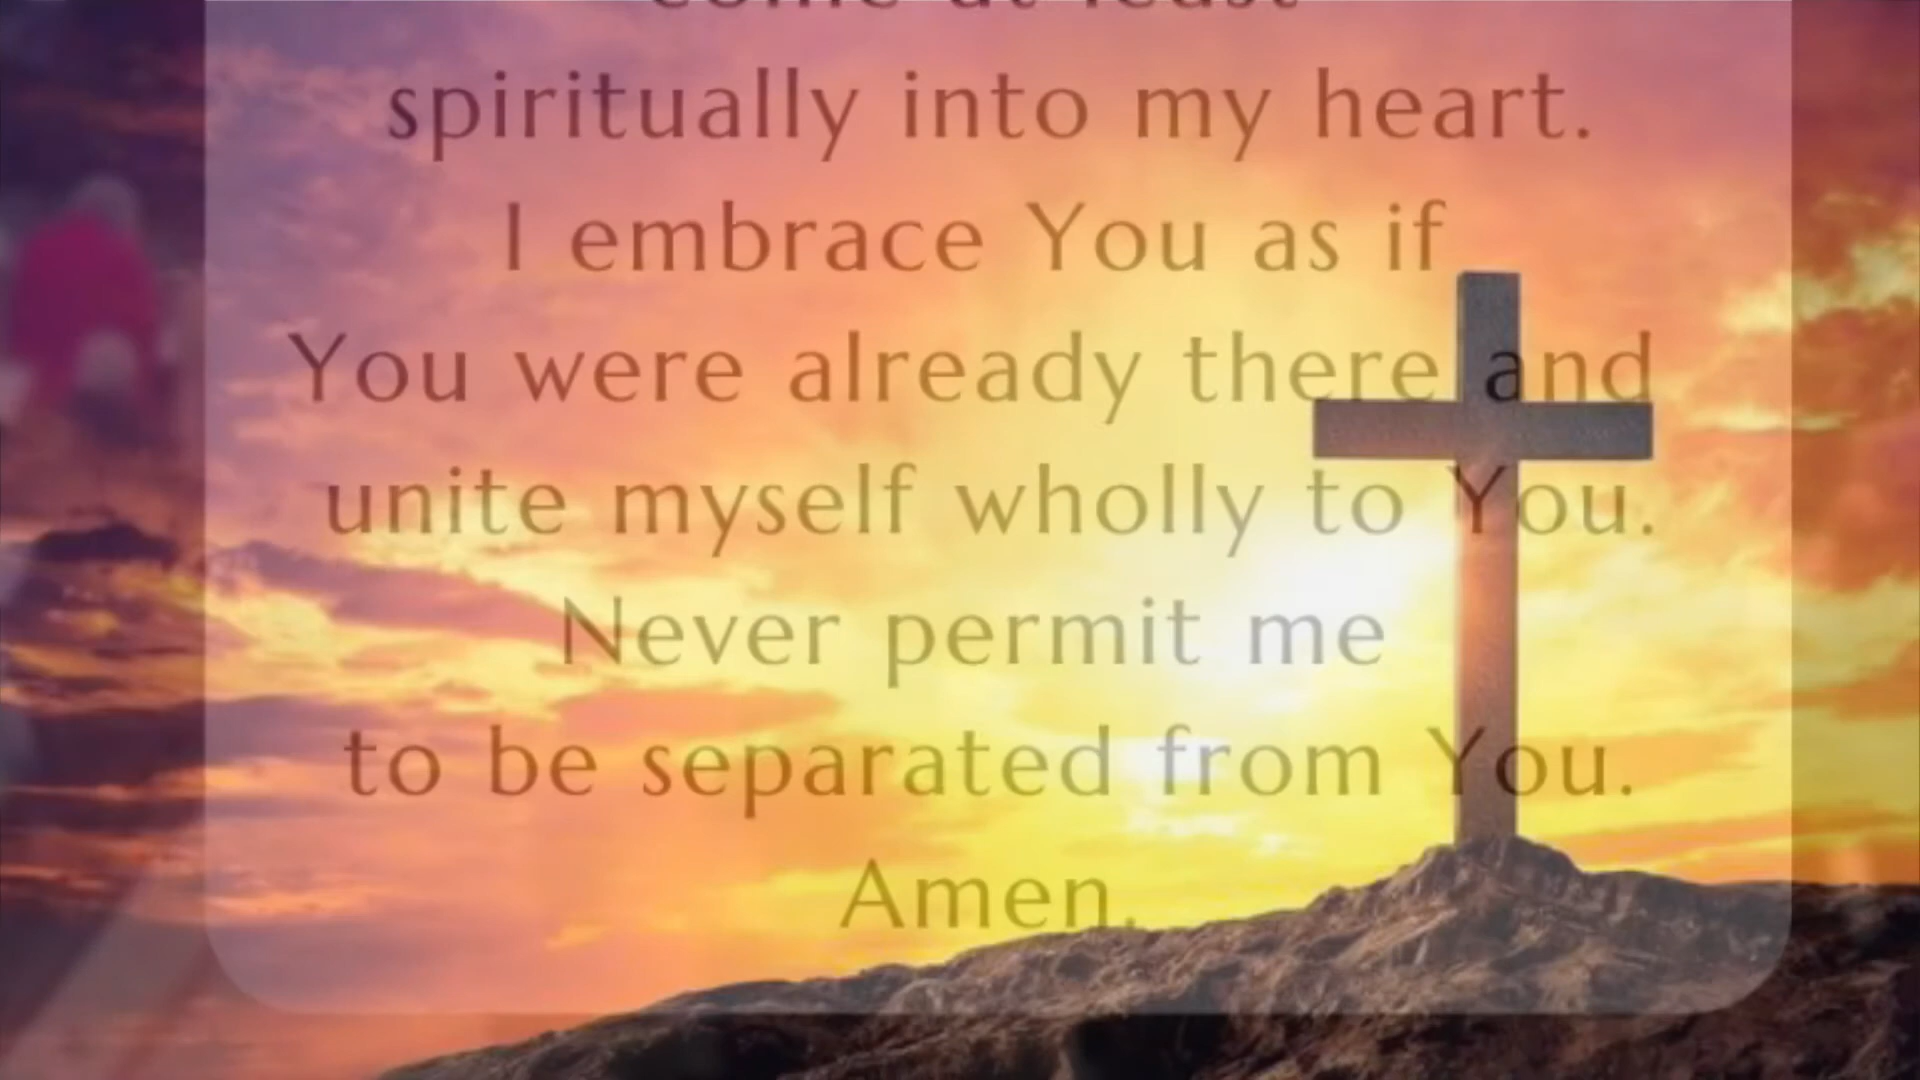 come at least
spiritually into my heart.
I embrace You as if
You were already there and
unite myself wholly to You.
Never permit me
to be separated from You.
Amen.